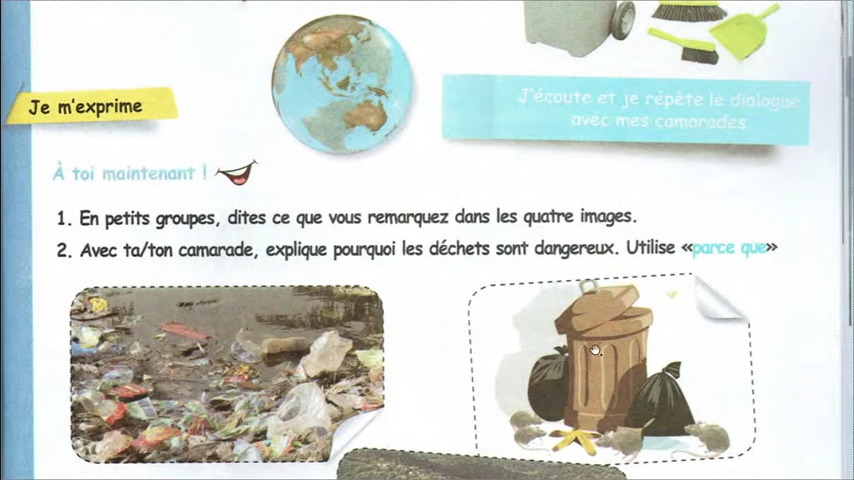 J'écoute et je répète le dialogue
avec mes camarades.
Je m'exprime
À toi maintenant !
1. En petits groupes, dites ce que vous remarquez dans les quatre images.
2. Avec ta/ton camarade, explique pourquoi les déchets sont dangereux. Utilise «parce que»